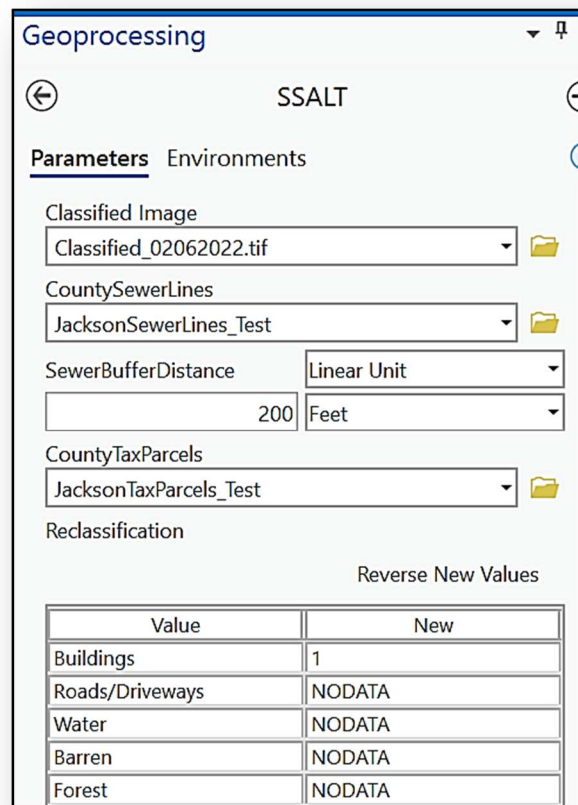 Geoprocessing
SSALT
Parameters Environments
Classified Image
Classified_02062022.tif
CountySewerLines
JacksonSewerLines_Test
SewerBufferDistance Linear Unit
200 Feet
CountyTaxParcels
JacksonTaxParcels_Test
Reclassification
Reverse New Values
Value New
Buildings 1
Roads/Driveways NODATA
Water NODATA
Barren NODATA
Forest NODATA